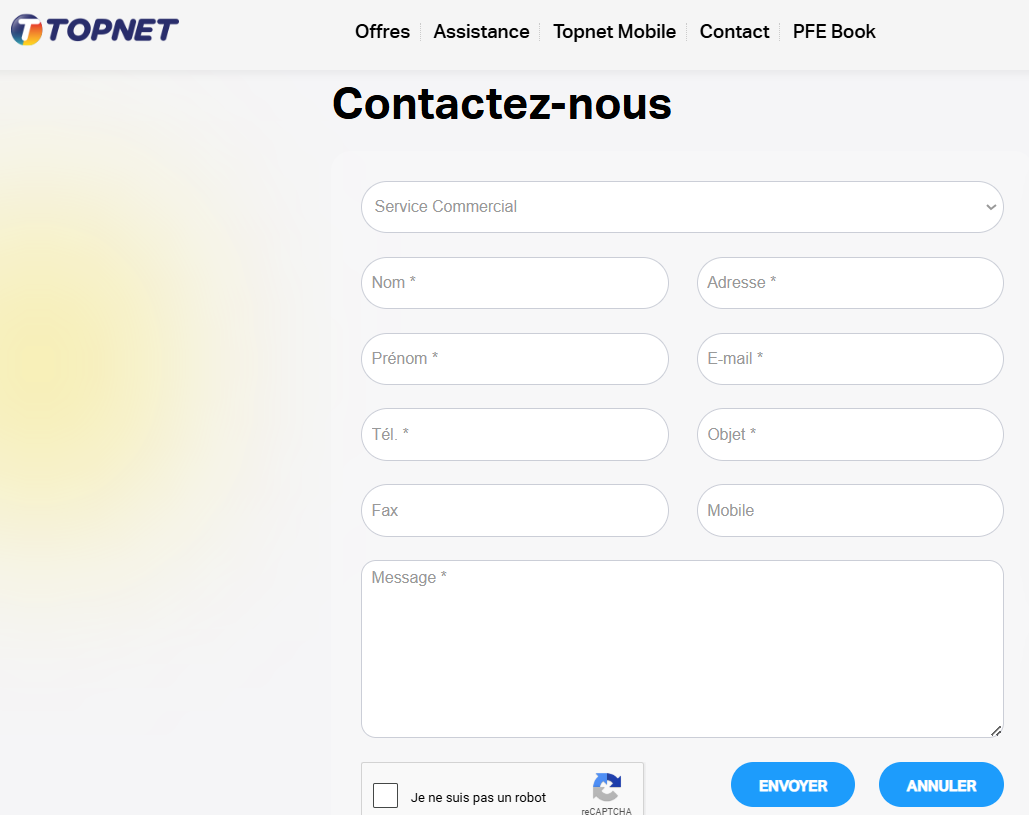 TOPNET
Offres Assistance Topnet Mobile Contact PFE Book
Contactez-nous
Service Commercial
Nom * Adresse *
Prénom * E-mail *
Tél. * Objet *
Fax Mobile
Message *
Je ne suis pas un robot
reCAPTCHA
ENVOYER ANNULER